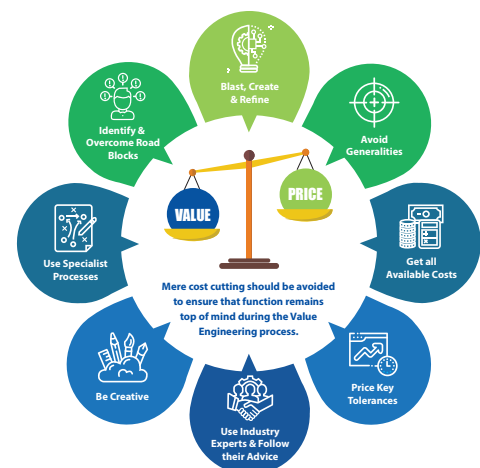 Blast, Create
& Refine
Avoid
Generalities
Get all
Available Costs
Price Key
Tolerances
Use Industry
Experts & Follow
their Advice
Be Creative
Use Specialist
Processes
Identify &
Overcome Road
Blocks
VALUE
PRICE
Mere cost cutting should be avoided
to ensure that function remains
top of mind during the Value
Engineering process.